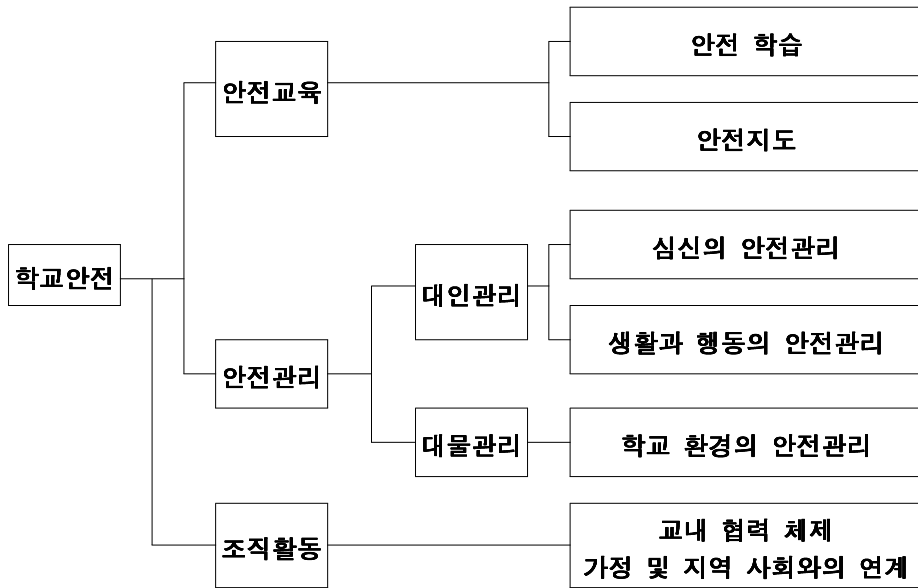 안전 학습
안전교육
안전지도
학교안전
심신의 안전관리
대인관리
생활과 행동의 안전관리
안전관리
대물관리
학교 환경의 안전관리
조직활동
교내 협력 체제
가정 및 지역 사회와의 연계